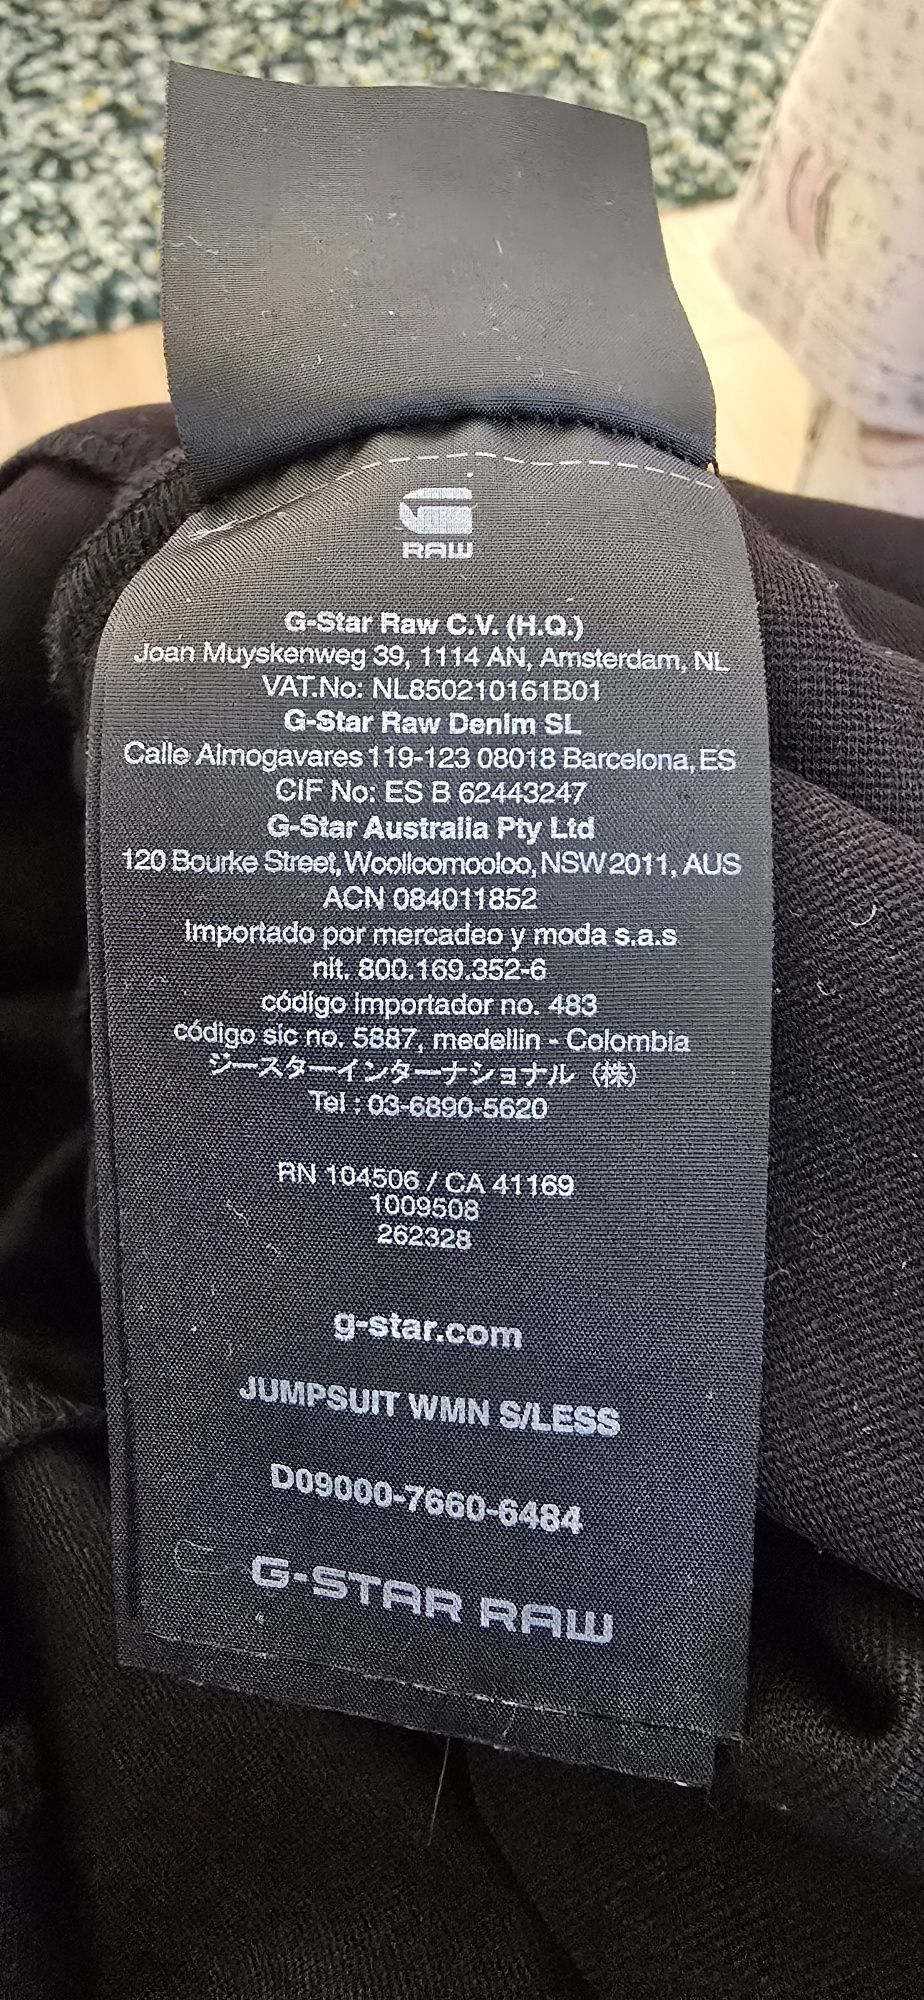 RAW
G-Star Raw C.V. (H.Q.)
Joan Muyskenweg 39, 1114 AN, Amsterdam, NL
VAT.No: NL850210161B01
G-Star Raw Denim SL
Calle Almogavares 119-123 08018 Barcelona, ES
CIF No: ES B 62443247
G-Star Australia Pty Ltd
120 Bourke Street, Woolloomooloo, NSW 2011, AUS
ACN 084011852
Importado por mercadeo y moda s.a.s
nit. 800.169.352-6
código importador no. 483
código sic no. 5887, medellin - Colombia
ジースターインターナショナル（株）
Tel : 03-6890-5620
RN 104506 / CA 41169
1009508
262328
g-star.com
JUMPSUIT WMN S/LESS
D09000-7660-6484
G-STAR RAW